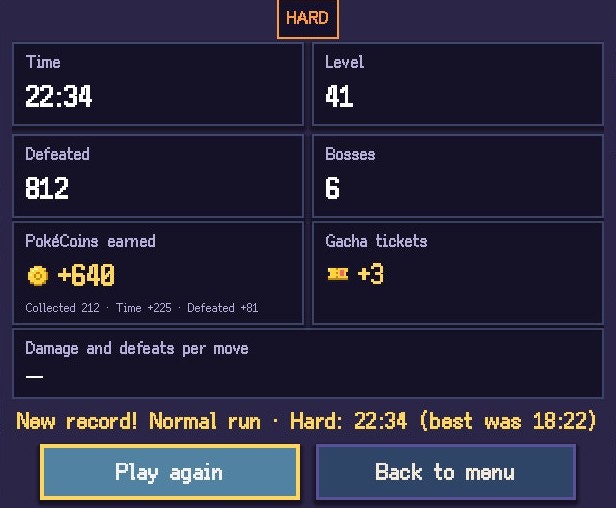 HARD
Time
22:34
Level
41
Defeated
812
Bosses
6
PokéCoins earned
+640
Collected 212 · Time +225 · Defeated +81
Gacha tickets
+3
Damage and defeats per move
—
New record! Normal run · Hard: 22:34 (best was 18:22)
Play again
Back to menu